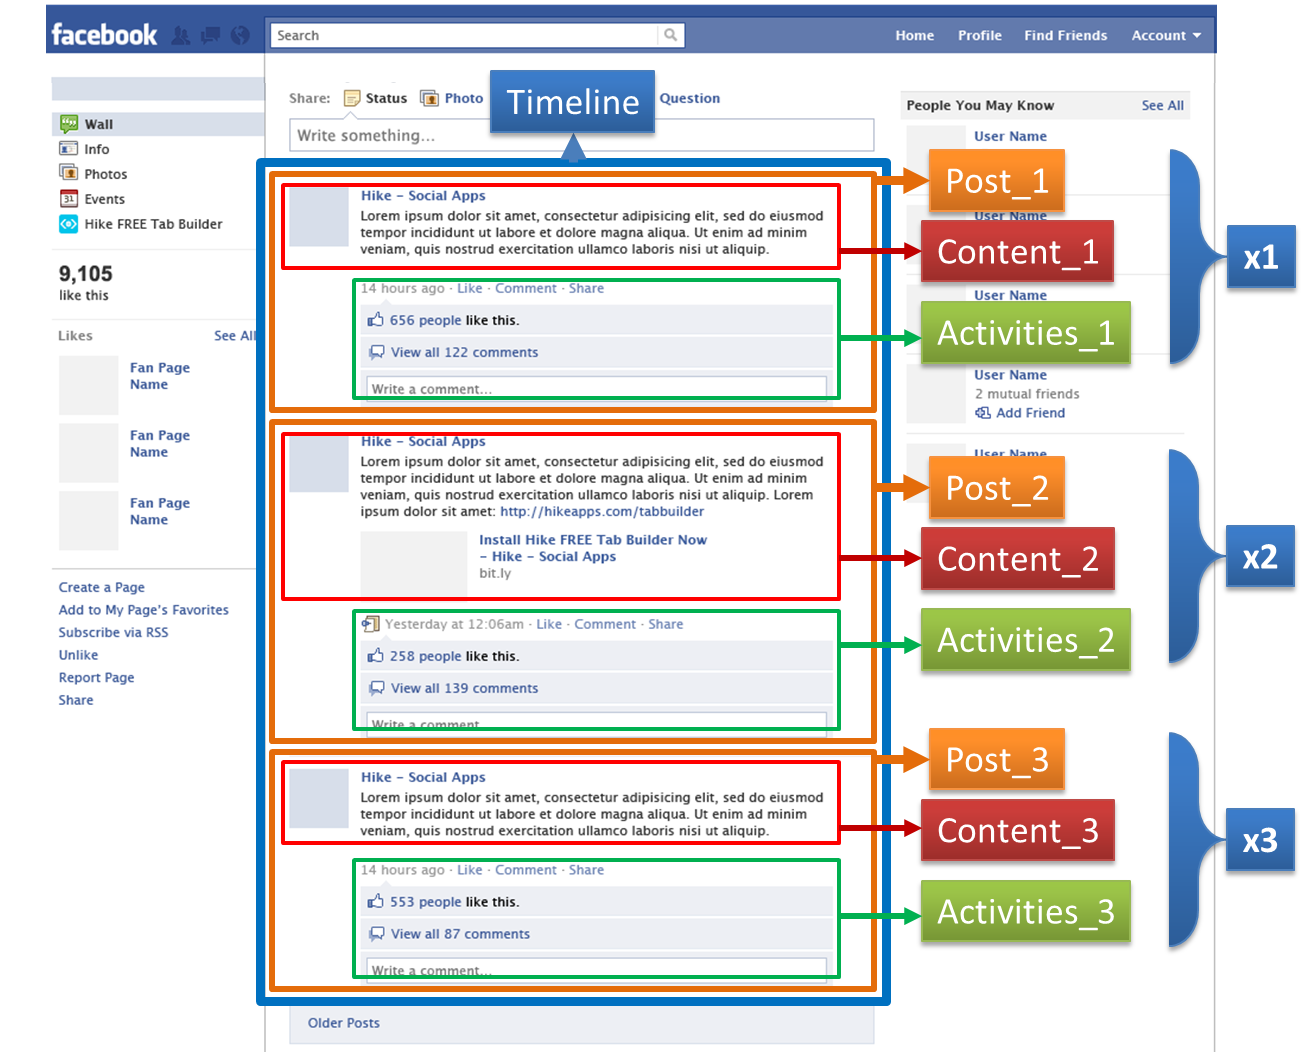 facebook
Search
Home Profile Find Friends Account
Share: Status Photo Question
Timeline
Write something...
Wall
Info
Photos
Events
Hike FREE Tab Builder
9,105
like this
Likes See All
Fan Page
Name
Fan Page
Name
Fan Page
Name
Create a Page
Add to My Page's Favorites
Subscribe via RSS
Unlike
Report Page
Share
Hike – Social Apps
Lorem ipsum dolor sit amet, consectetur adipisicing elit, sed do eiusmod
tempor incididunt ut labore et dolore magna aliqua. Ut enim ad minim
veniam, quis nostrud exercitation ullamco laboris nisi ut aliquip.
14 hours ago · Like · Comment · Share
656 people like this.
View all 122 comments
Write a comment...
Hike – Social Apps
Lorem ipsum dolor sit amet, consectetur adipisicing elit, sed do eiusmod
tempor incididunt ut labore et dolore magna aliqua. Ut enim ad minim
veniam, quis nostrud exercitation ullamco laboris nisi ut aliquip. Lorem
ipsum dolor sit amet: http://hikeapps.com/tabbuilder
Install Hike FREE Tab Builder Now
– Hike – Social Apps
bit.ly
Yesterday at 12:06am · Like · Comment · Share
258 people like this.
View all 139 comments
Write a comment
Hike – Social Apps
Lorem ipsum dolor sit amet, consectetur adipisicing elit, sed do eiusmod
tempor incididunt ut labore et dolore magna aliqua. Ut enim ad minim
veniam, quis nostrud exercitation ullamco laboris nisi ut aliquip.
14 hours ago · Like · Comment · Share
553 people like this.
View all 87 comments
Write a comment...
Older Posts
People You May Know See All
User Name
Post_1
User Name
Content_1
User Name
Activities_1
x1
User Name
2 mutual friends
Add Friend
User Name
Post_2
Content_2
Activities_2
x2
Post_3
Content_3
Activities_3
x3